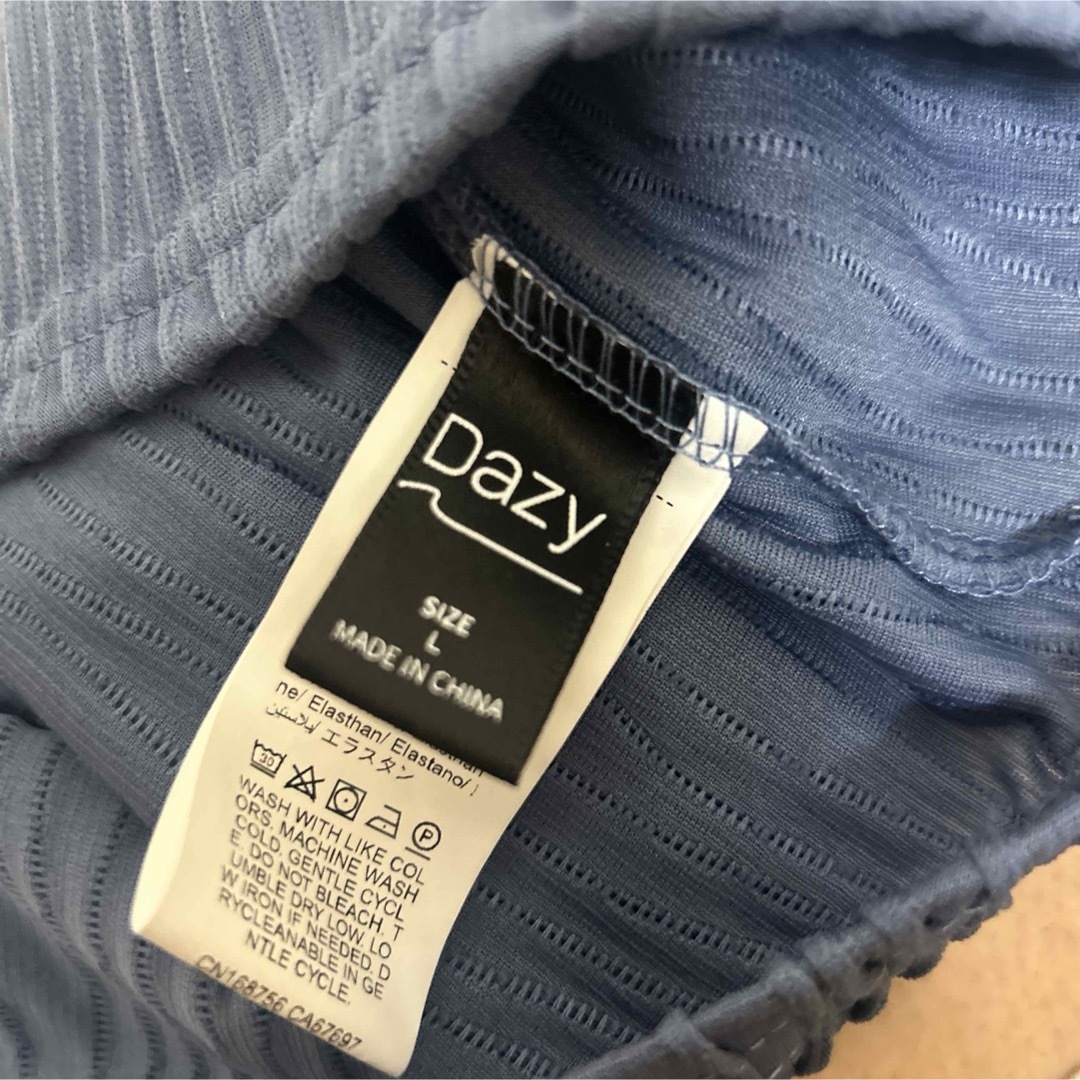 Dazy
SIZE
L
MADE IN CHINA
ne/ Elasthan/ Elastano/
エラスタン
30
P
WASH WITH LIKE COL
ORS. MACHINE WASH
COLD, GENTLE CYCL
E. DO NOT BLEACH. T
UMBLE DRY LOW. LO
W IRON IF NEEDED. D
RYCLEANABLE IN GE
NTLE CYCLE.
CN168756 CA67697